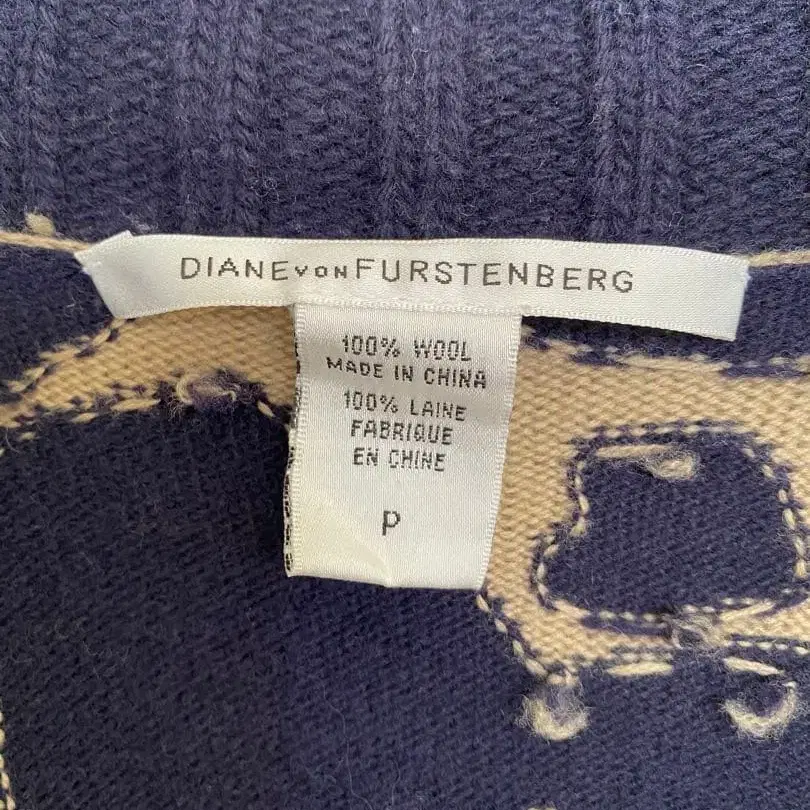 DIANE VON FURSTENBERG
100% WOOL
MADE IN CHINA
100% LAINE
FABRIQUE
EN CHINE
P